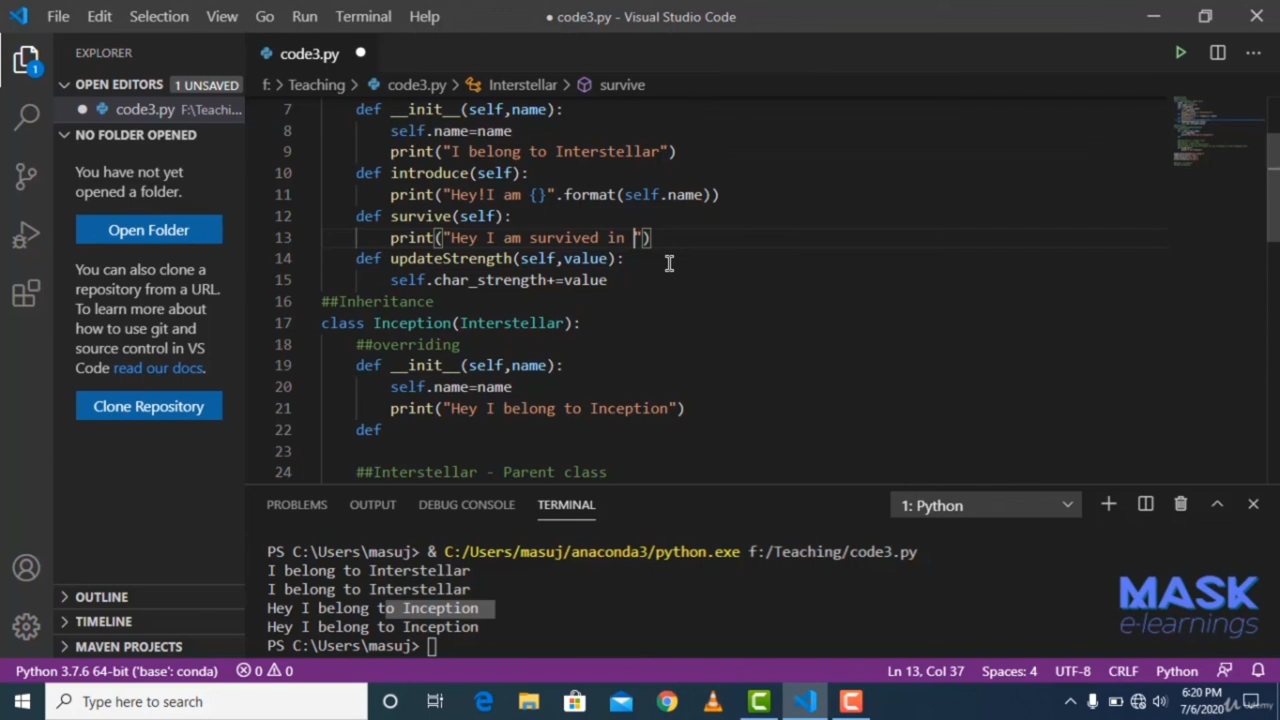 File Edit Selection View Go Run Terminal Help
● code3.py - Visual Studio Code
EXPLORER
OPEN EDITORS 1 UNSAVED
code3.py F:\Teachi...
NO FOLDER OPENED
You have not yet
opened a folder.
Open Folder
You can also clone a
repository from a URL.
To learn more about
how to use git and
source control in VS
Code read our docs.
Clone Repository
OUTLINE
TIMELINE
MAVEN PROJECTS
1
code3.py
f: > Teaching > code3.py > Interstellar > survive
7 def __init__(self,name):
8 self.name=name
9 print("I belong to Interstellar")
10 def introduce(self):
11 print("Hey!I am {}".format(self.name))
12 def survive(self):
13 print("Hey I am survived in ")
14 def updateStrength(self,value):
15 self.char_strength+=value
16 ##Inheritance
17 class Inception(Interstellar):
18 ##overriding
19 def __init__(self,name):
20 self.name=name
21 print("Hey I belong to Inception")
22 def
23
24 ##Interstellar - Parent class
PROBLEMS OUTPUT DEBUG CONSOLE TERMINAL
1: Python
PS C:\Users\masuj> & C:/Users/masuj/anaconda3/python.exe f:/Teaching/code3.py
I belong to Interstellar
I belong to Interstellar
Hey I belong to Inception
Hey I belong to Inception
PS C:\Users\masuj>
MASK
e-learnings
Python 3.7.6 64-bit ('base': conda) 0 0
Ln 13, Col 37 Spaces: 4 UTF-8 CRLF Python
Type here to search
6:20 PM
7/6/2020